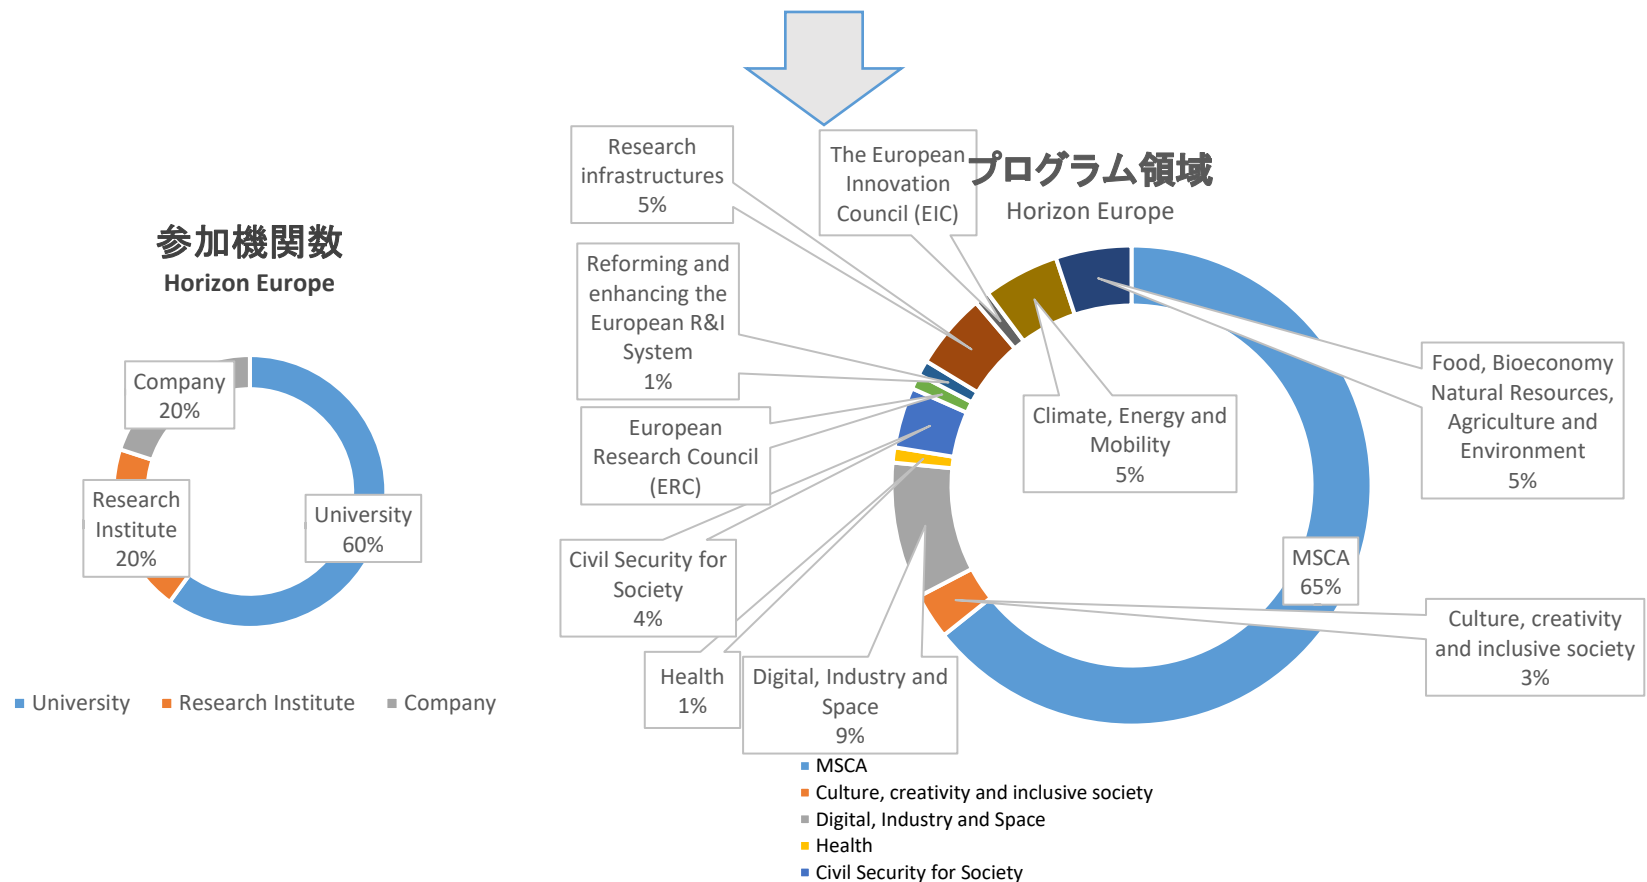 参加機関数
Horizon Europe
Company
20%
Research
Institute
20%
University
60%
University
Research Institute
Company
プログラム領域
Horizon Europe
Research
infrastructures
5%
The European
Innovation
Council (EIC)
Reforming and
enhancing the
European R&I
System
1%
European
Research Council
(ERC)
Civil Security for
Society
4%
Health
1%
Digital, Industry and
Space
9%
Climate, Energy and
Mobility
5%
Food, Bioeconomy
Natural Resources,
Agriculture and
Environment
5%
MSCA
65%
Culture, creativity
and inclusive society
3%
MSCA
Culture, creativity and inclusive society
Digital, Industry and Space
Health
Civil Security for Society